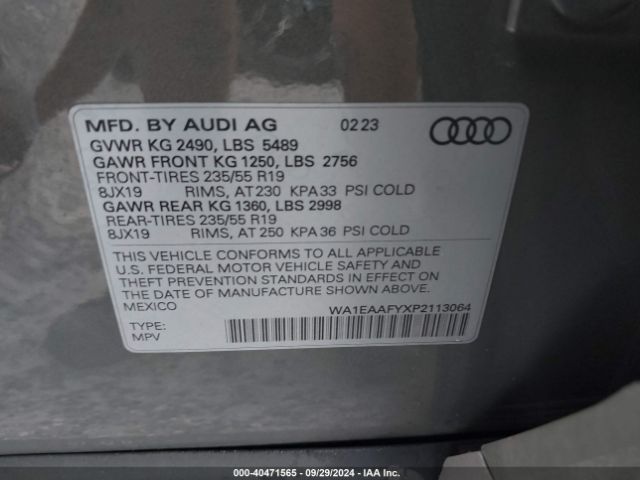 MFD. BY AUDI AG 02 23
GVWR KG 2490, LBS 5489
GAWR FRONT KG 1250, LBS 2756
FRONT-TIRES 235/55 R19
8JX19 RIMS, AT 230 KPA 33 PSI COLD
GAWR REAR KG 1360, LBS 2998
REAR-TIRES 235/55 R19
8JX19 RIMS, AT 250 KPA 36 PSI COLD
THIS VEHICLE CONFORMS TO ALL APPLICABLE
U.S. FEDERAL MOTOR VEHICLE SAFETY AND
THEFT PREVENTION STANDARDS IN EFFECT ON
THE DATE OF MANUFACTURE SHOWN ABOVE.
MEXICO
WA1EAAFYXP2113064
TYPE:
MPV
000-40471565 - 09/29/2024 - IAA Inc.